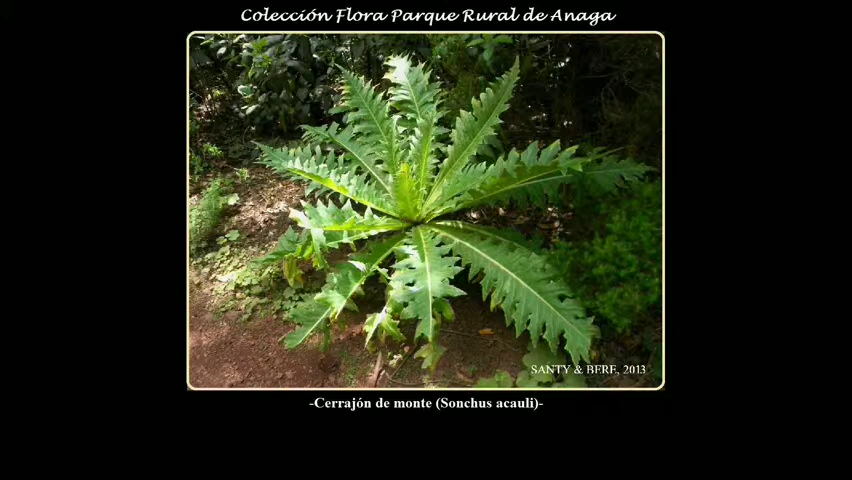 Colección Flora Parque Rural de Anaga
SANTY & BERE, 2013
-Cerrajón de monte (Sonchus acauli)-